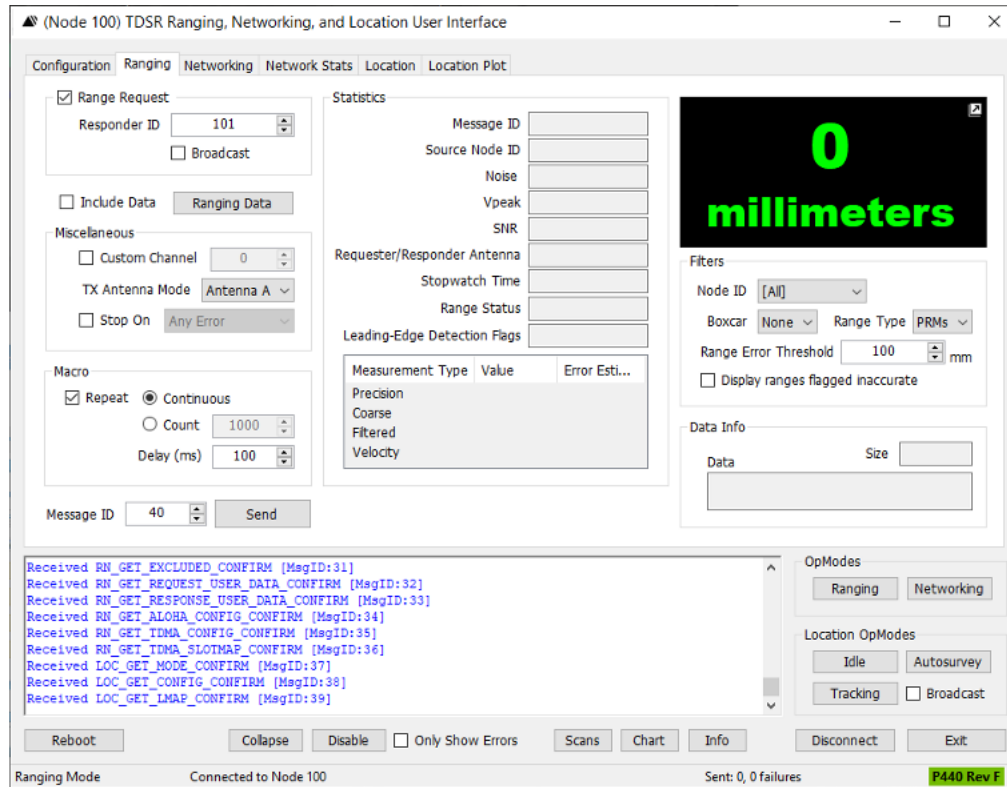 (Node 100) TDSR Ranging, Networking, and Location User Interface
Configuration Ranging Networking Network Stats Location Location Plot
Range Request
Responder ID 101
Broadcast
Include Data Ranging Data
Miscellaneous
Custom Channel 0
TX Antenna Mode Antenna A
Stop On Any Error
Macro
Repeat Continuous
Count 1000
Delay (ms) 100
Message ID 40 Send
Statistics
Message ID
Source Node ID
Noise
Vpeak
SNR
Requester/Responder Antenna
Stopwatch Time
Range Status
Leading-Edge Detection Flags
Measurement Type Value Error Esti...
Precision
Coarse
Filtered
Velocity
0
millimeters
Filters
Node ID [All]
Boxcar None Range Type PRMs
Range Error Threshold 100 mm
Display ranges flagged inaccurate
Data Info
Data Size
Received RN_GET_EXCLUDED_CONFIRM [MsgID:31]
Received RN_GET_REQUEST_USER_DATA_CONFIRM [MsgID:32]
Received RN_GET_RESPONSE_USER_DATA_CONFIRM [MsgID:33]
Received RN_GET_ALOHA_CONFIG_CONFIRM [MsgID:34]
Received RN_GET_TDMA_CONFIG_CONFIRM [MsgID:35]
Received RN_GET_TDMA_SLOTMAP_CONFIRM [MsgID:36]
Received LOC_GET_MODE_CONFIRM [MsgID:37]
Received LOC_GET_CONFIG_CONFIRM [MsgID:38]
Received LOC_GET_LMAP_CONFIRM [MsgID:39]
OpModes
Ranging Networking
Location OpModes
Idle Autosurvey
Tracking Broadcast
Reboot Collapse Disable Only Show Errors Scans Chart Info Disconnect Exit
Ranging Mode Connected to Node 100 Sent: 0, 0 failures P440 Rev F